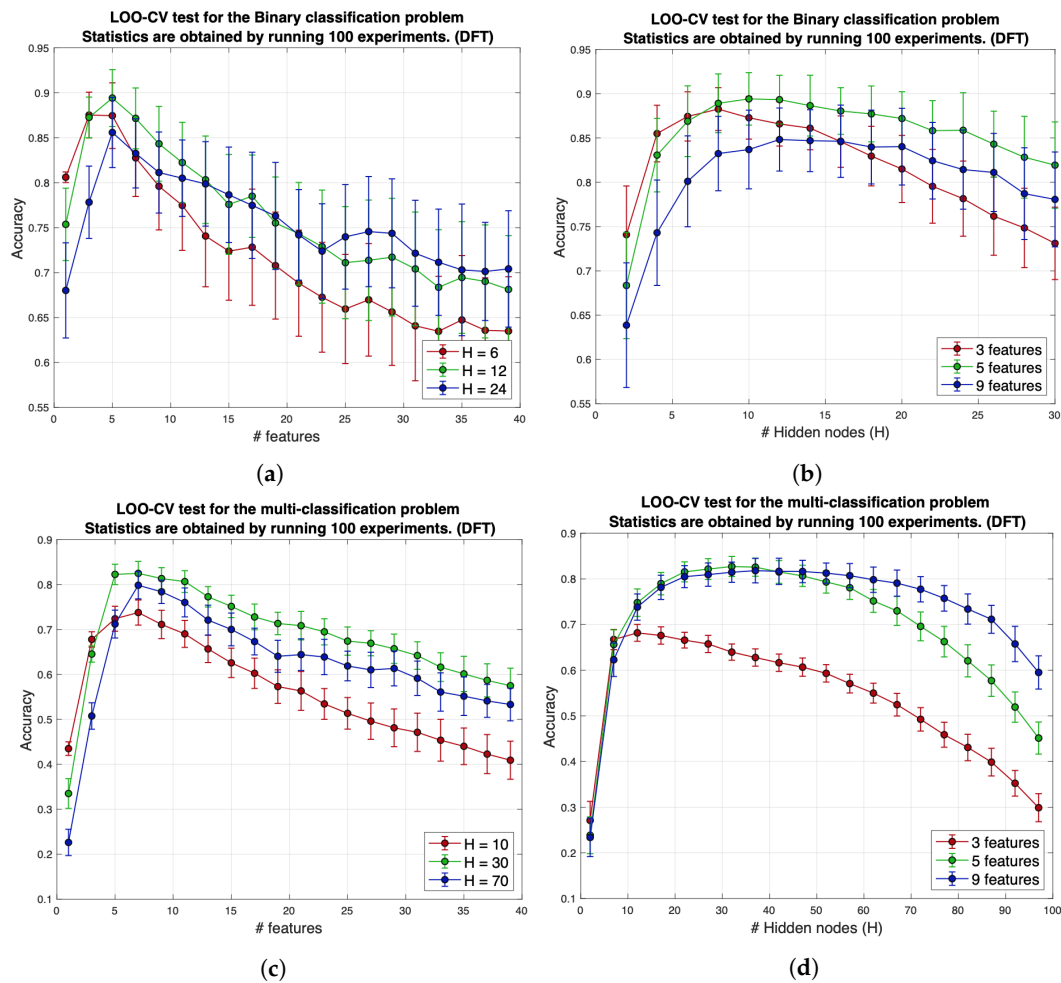 LOO-CV test for the Binary classification problem
Statistics are obtained by running 100 experiments. (DFT)
0.95
0.9
0.85
0.8
0.75
0.7
0.65
0.6
0.55
Accuracy
0 5 10 15 20 25 30 35 40
# features
H = 6
H = 12
H = 24
(a)
LOO-CV test for the Binary classification problem
Statistics are obtained by running 100 experiments. (DFT)
0.95
0.9
0.85
0.8
0.75
0.7
0.65
0.6
0.55
Accuracy
0 5 10 15 20 25 30
# Hidden nodes (H)
3 features
5 features
9 features
(b)
LOO-CV test for the multi-classification problem
Statistics are obtained by running 100 experiments. (DFT)
0.9
0.8
0.7
0.6
0.5
0.4
0.3
0.2
0.1
Accuracy
0 5 10 15 20 25 30 35 40
# features
H = 10
H = 30
H = 70
(c)
LOO-CV test for the multi-classification problem
Statistics are obtained by running 100 experiments. (DFT)
0.9
0.8
0.7
0.6
0.5
0.4
0.3
0.2
0.1
Accuracy
0 10 20 30 40 50 60 70 80 90 100
# Hidden nodes (H)
3 features
5 features
9 features
(d)